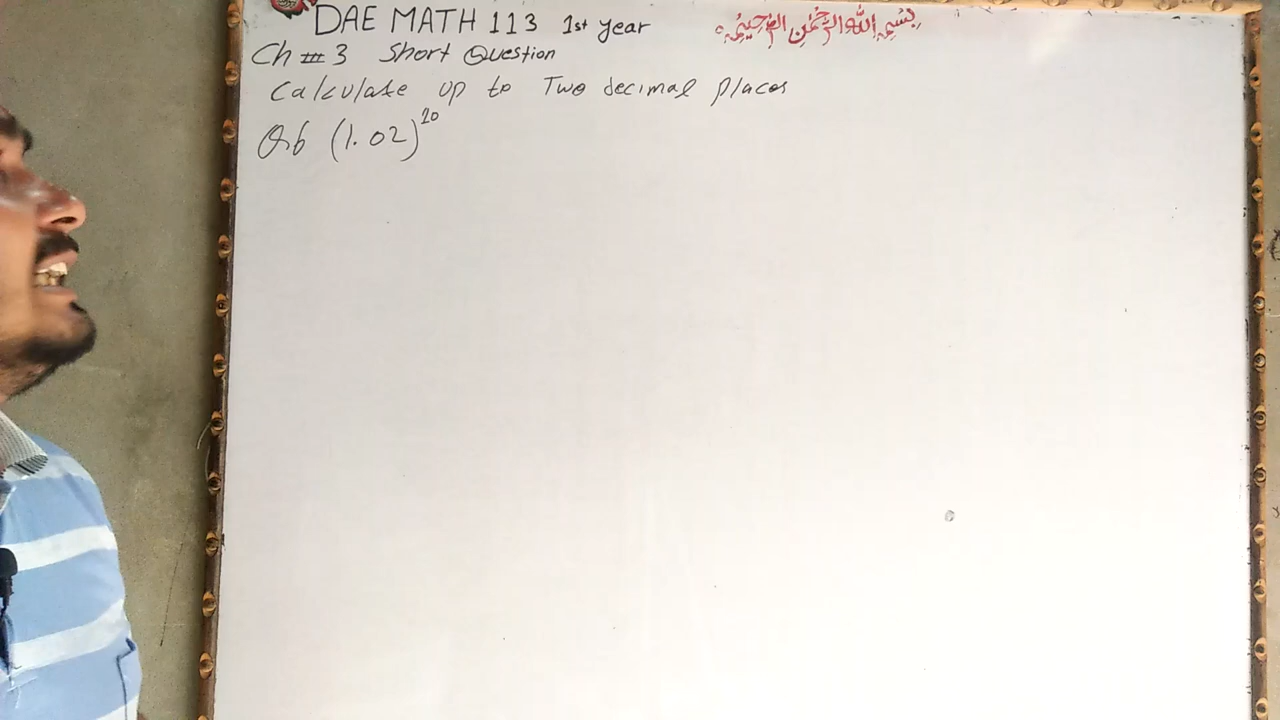 DAE MATH 113 1st year بسم الله الرحمن الرحيم
Ch # 3 Short Question
Calculate up to Two decimal places
Q.6 (1.02)^10